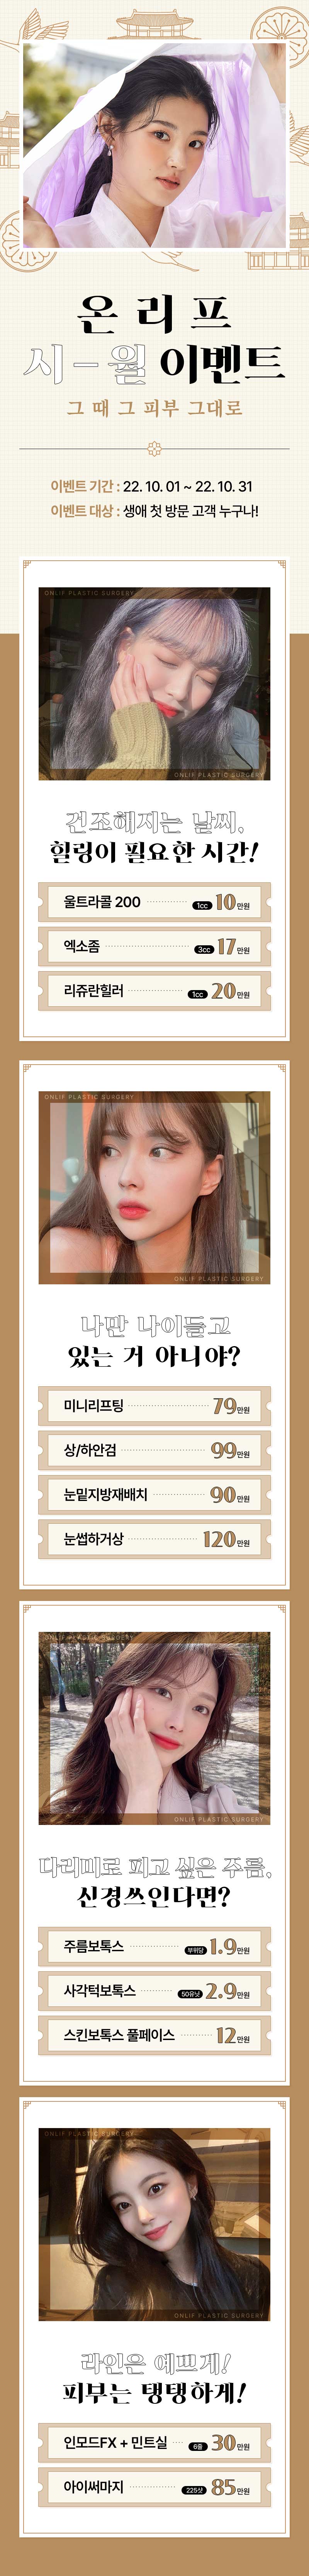 온 리 프
시 - 월 이벤트
그 때 그 피부 그대로
이벤트 기간 : 22. 10. 01 ~ 22. 10. 31
이벤트 대상 : 생애 첫 방문 고객 누구나!
ONLIF PLASTIC SURGERY
ONLIF PLASTIC SURGERY
건조해지는 날씨,
힐링이 필요한 시간!
울트라콜 200 1cc 10만원
엑소좀 3cc 17만원
리쥬란힐러 1cc 20만원
ONLIF PLASTIC SURGERY
ONLIF PLASTIC SURGERY
나만 나이들고
있는 거 아니야?
미니리프팅 79만원
상/하안검 99만원
눈밑지방재배치 90만원
눈썹하거상 120만원
ONLIF PLASTIC SURGERY
ONLIF PLASTIC SURGERY
다리미로 피고 싶은 주름,
신경쓰인다면?
주름보톡스 부위당 1.9만원
사각턱보톡스 50유닛 2.9만원
스킨보톡스 풀페이스 12만원
ONLIF PLASTIC SURGERY
ONLIF PLASTIC SURGERY
라인은 예쁘게!
피부는 탱탱하게!
인모드FX + 민트실 6줄 30만원
아이써마지 225샷 85만원